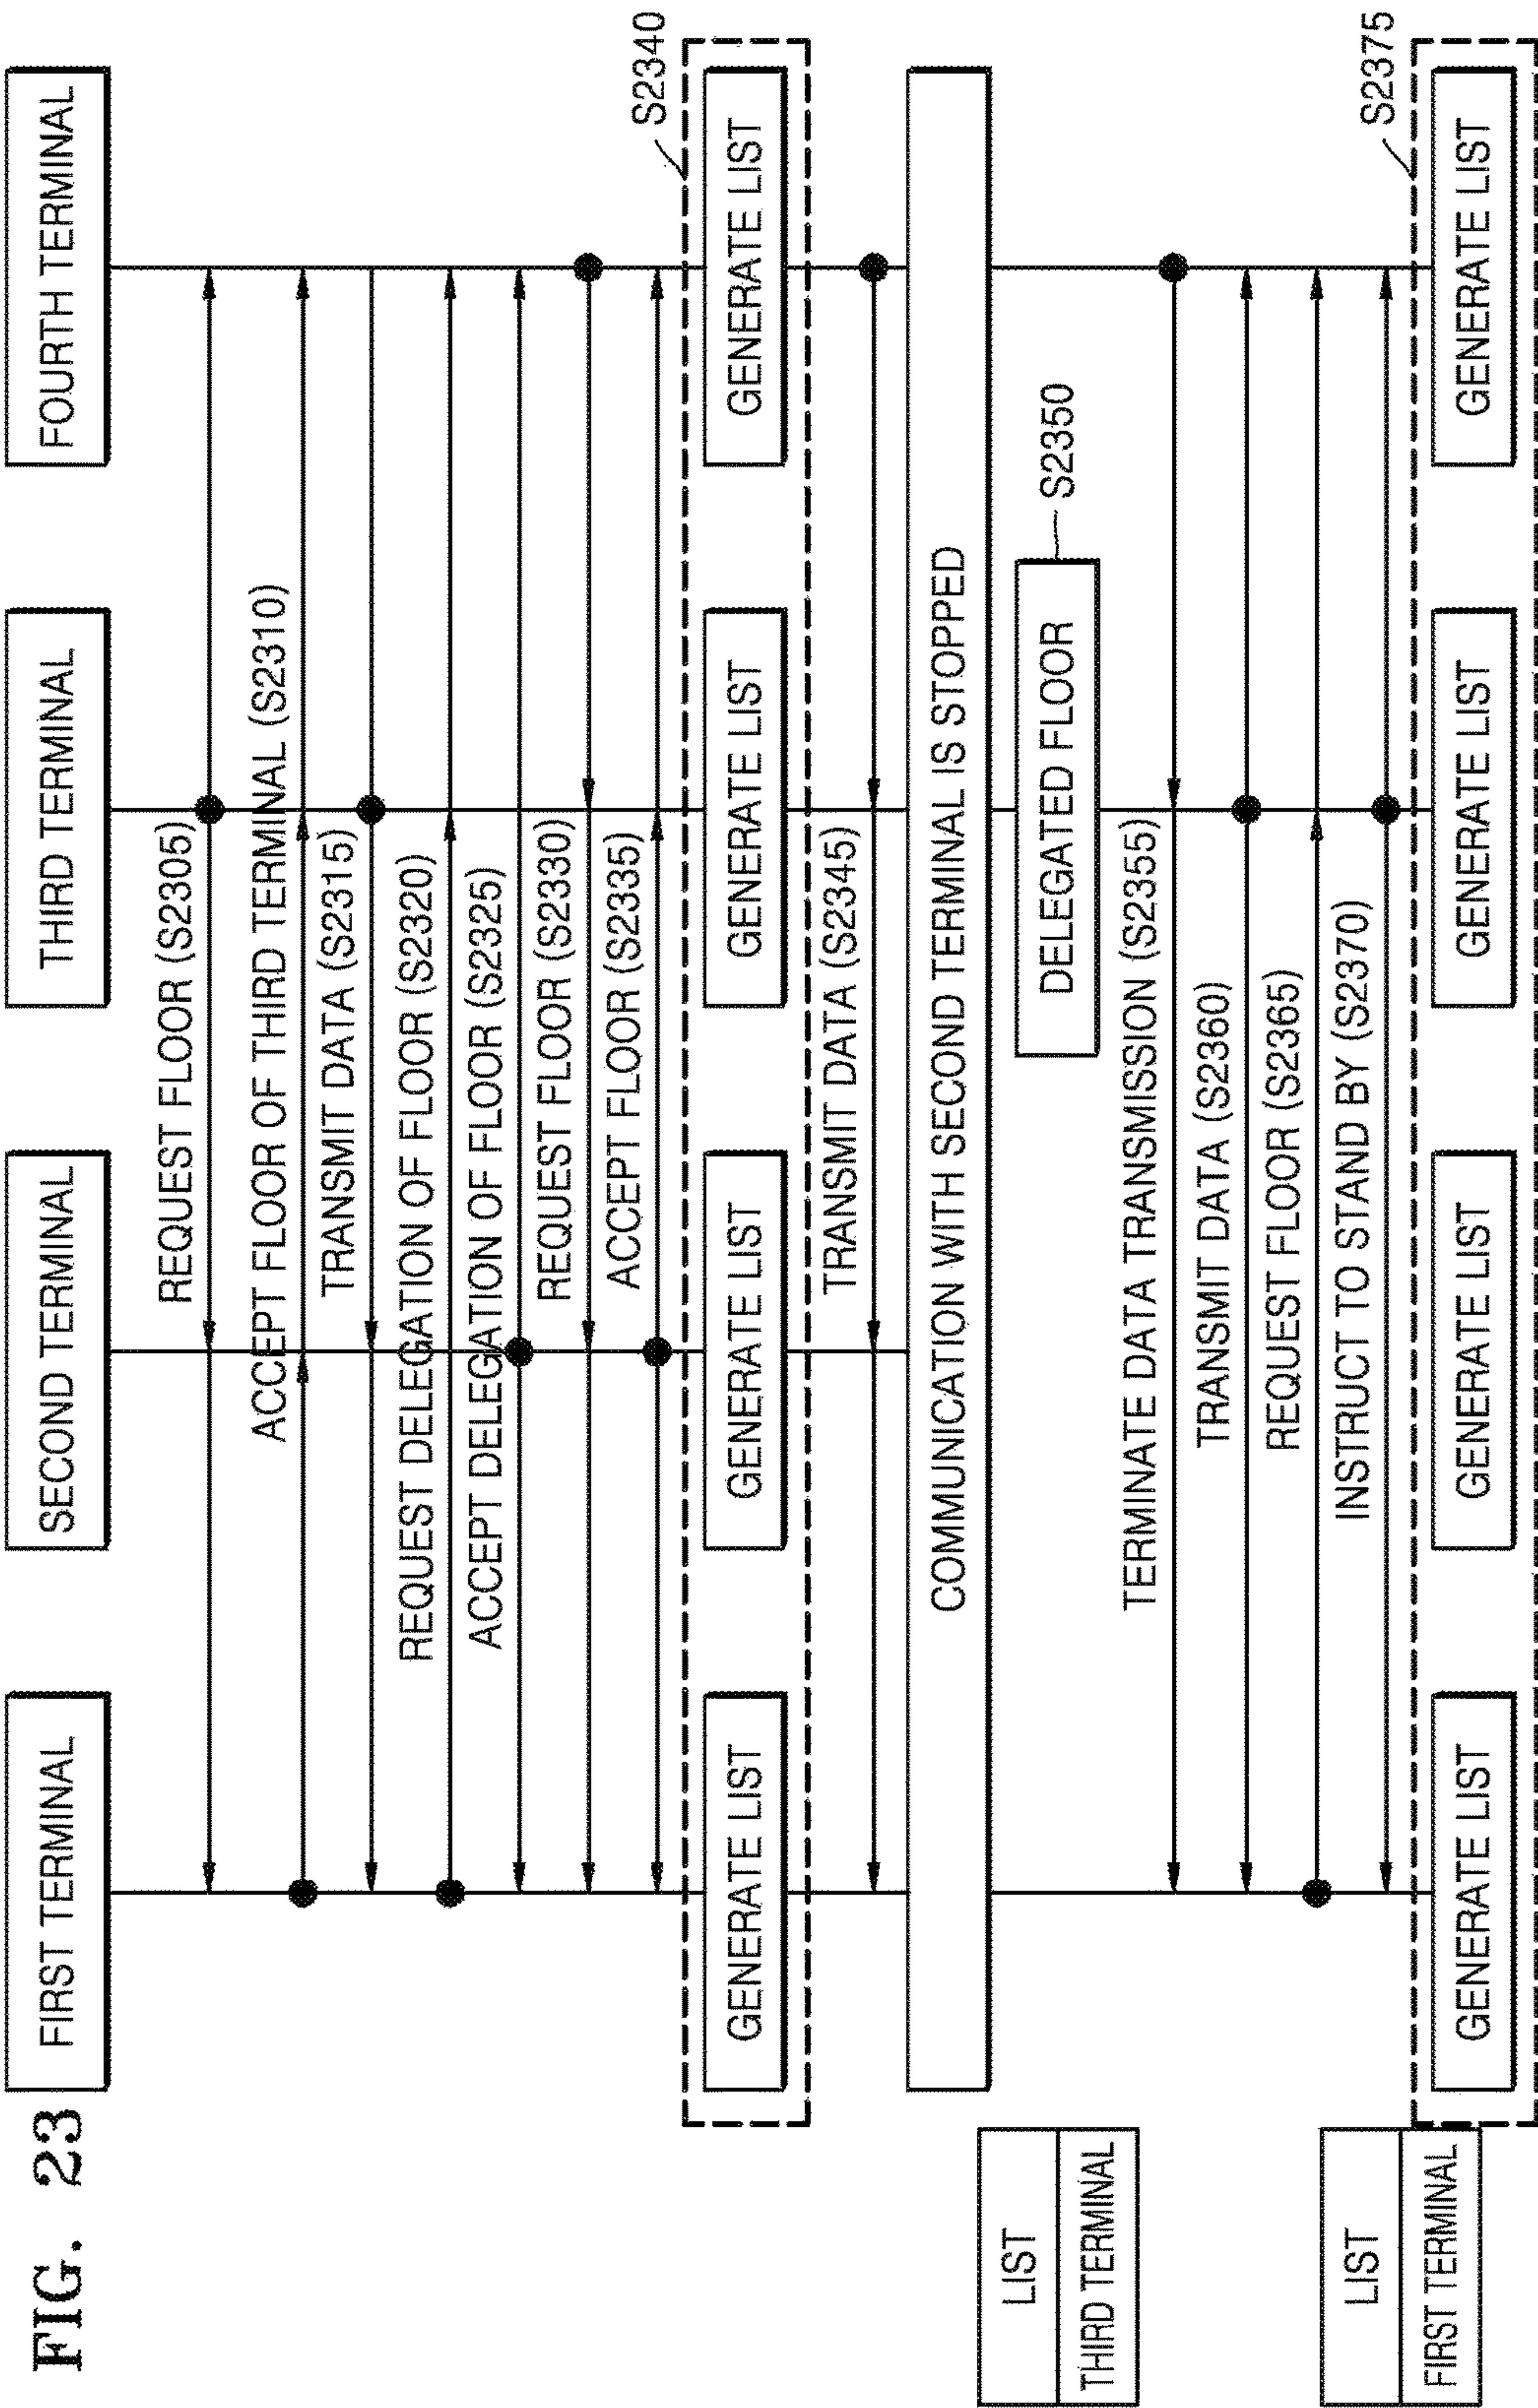 FIG. 23
FIRST TERMINAL
SECOND TERMINAL
THIRD TERMINAL
FOURTH TERMINAL
REQUEST FLOOR (S2305)
ACCEPT FLOOR OF THIRD TERMINAL (S2310)
TRANSMIT DATA (S2315)
REQUEST DELEGATION OF FLOOR (S2320)
ACCEPT DELEGATION OF FLOOR (S2325)
REQUEST FLOOR (S2330)
ACCEPT FLOOR (S2335)
S2340
GENERATE LIST
GENERATE LIST
GENERATE LIST
GENERATE LIST
TRANSMIT DATA (S2345)
COMMUNICATION WITH SECOND TERMINAL IS STOPPED
LIST
THIRD TERMINAL
DELEGATED FLOOR
S2350
TERMINATE DATA TRANSMISSION (S2355)
TRANSMIT DATA (S2360)
REQUEST FLOOR (S2365)
INSTRUCT TO STAND BY (S2370)
LIST
FIRST TERMINAL
S2375
GENERATE LIST
GENERATE LIST
GENERATE LIST
GENERATE LIST